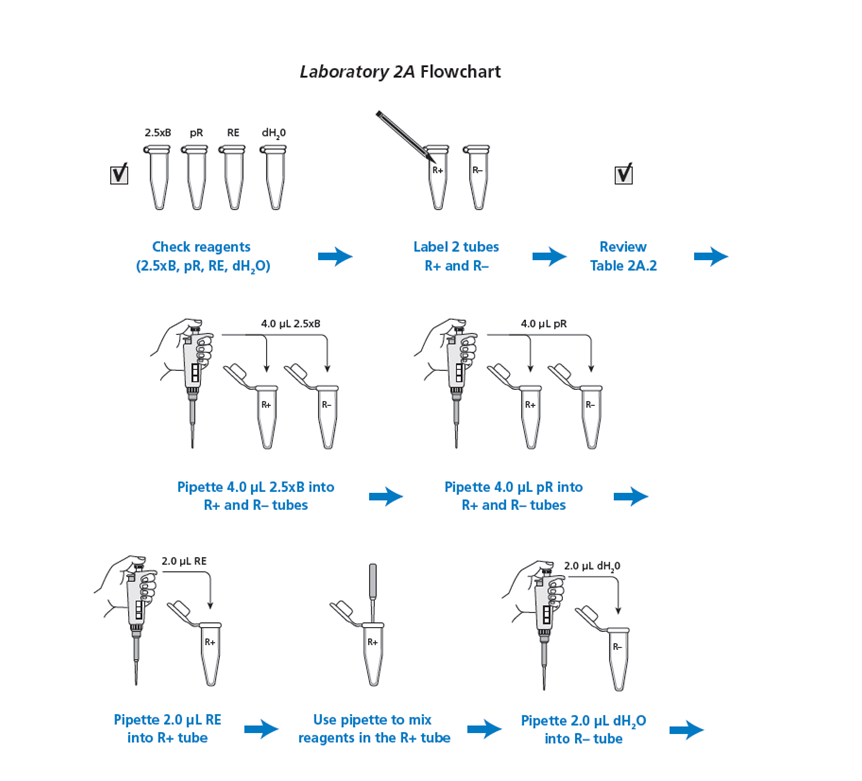 Laboratory 2A Flowchart
2.5xB pR RE dH₂0
R+ R–
Check reagents
(2.5xB, pR, RE, dH₂O)
Label 2 tubes
R+ and R–
Review
Table 2A.2
4.0 µL 2.5xB
R+ R–
4.0 µL pR
R+ R–
Pipette 4.0 µL 2.5xB into
R+ and R– tubes
Pipette 4.0 µL pR into
R+ and R– tubes
2.0 µL RE
R+
R+
2.0 µL dH₂0
R–
Pipette 2.0 µL RE
into R+ tube
Use pipette to mix
reagents in the R+ tube
Pipette 2.0 µL dH₂O
into R– tube